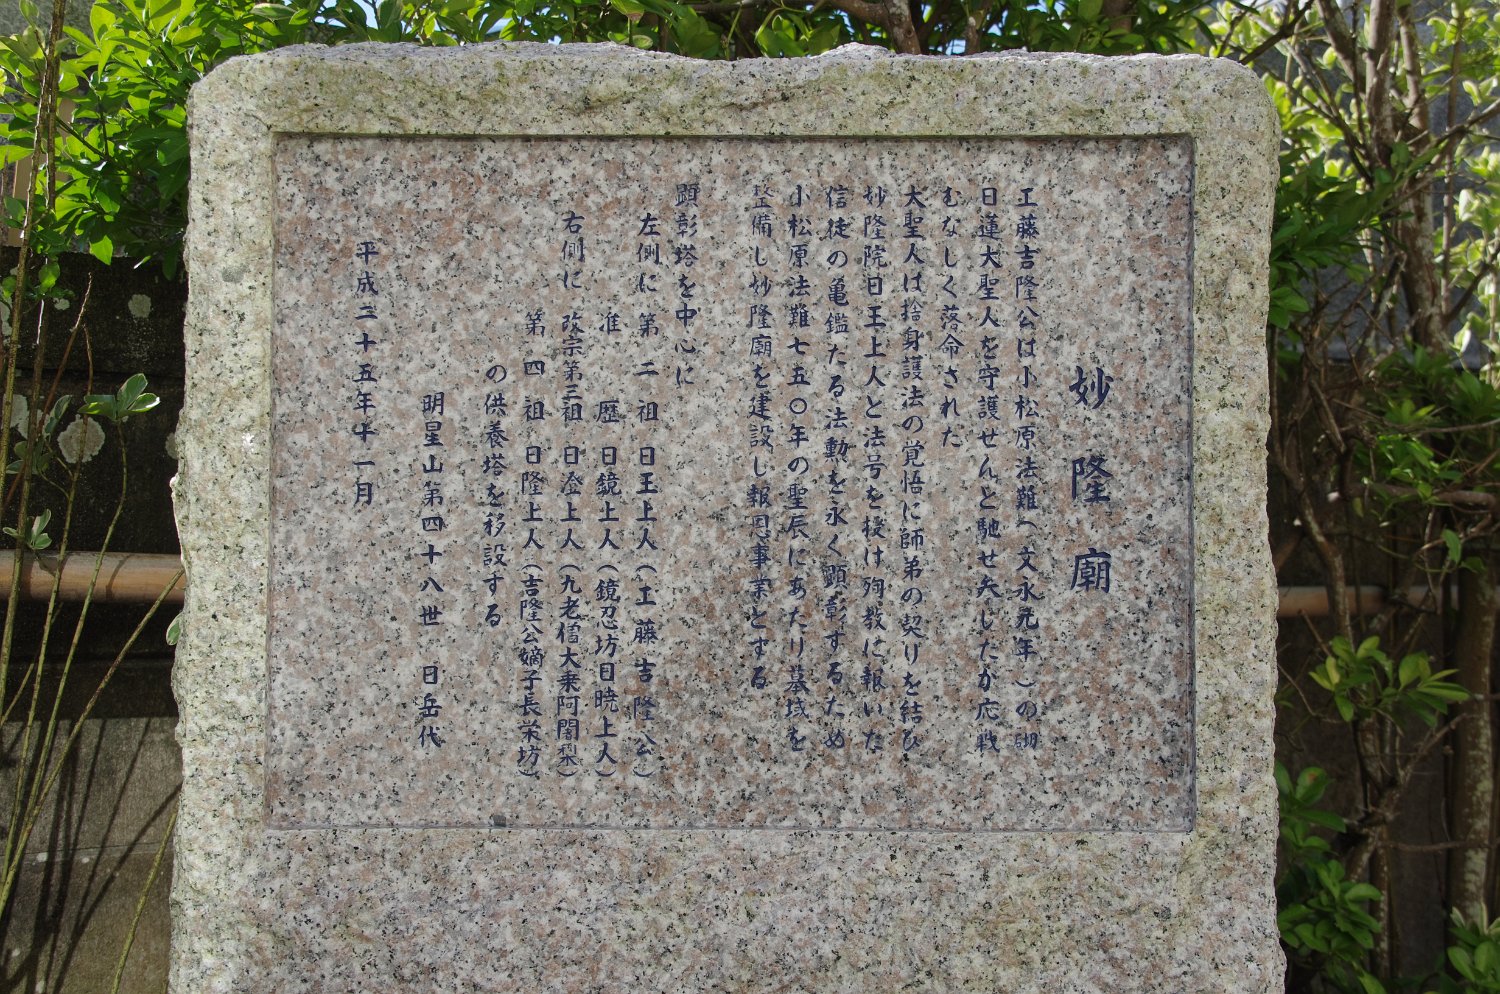 妙隆廟
工藤吉隆公は小松原法難(文永元年)の砌
日蓮大聖人を守護せんと馳せ参じたが応戦
むなしく落命された
大聖人は捨身護法の覚悟に師弟の契りを結び
妙隆院日玉上人と法号を授け殉教に報いた
信徒の亀鑑たる法勲を永く顕彰するため
小松原法難七五〇年の聖辰にあたり墓域を
整備し妙隆廟を建設し報恩事業とする
顕彰塔を中心に
左側に 第二祖 日玉上人(工藤吉隆公)
准歴 日鏡上人(鏡忍坊日暁上人)
右側に 隆宗第三祖 日澄上人(九老僧大乗阿闍梨)
第四祖 日隆上人(吉隆公嫡子長栄坊)
の供養塔を移設する
明星山第四十八世 日岳代
平成二十五年十一月